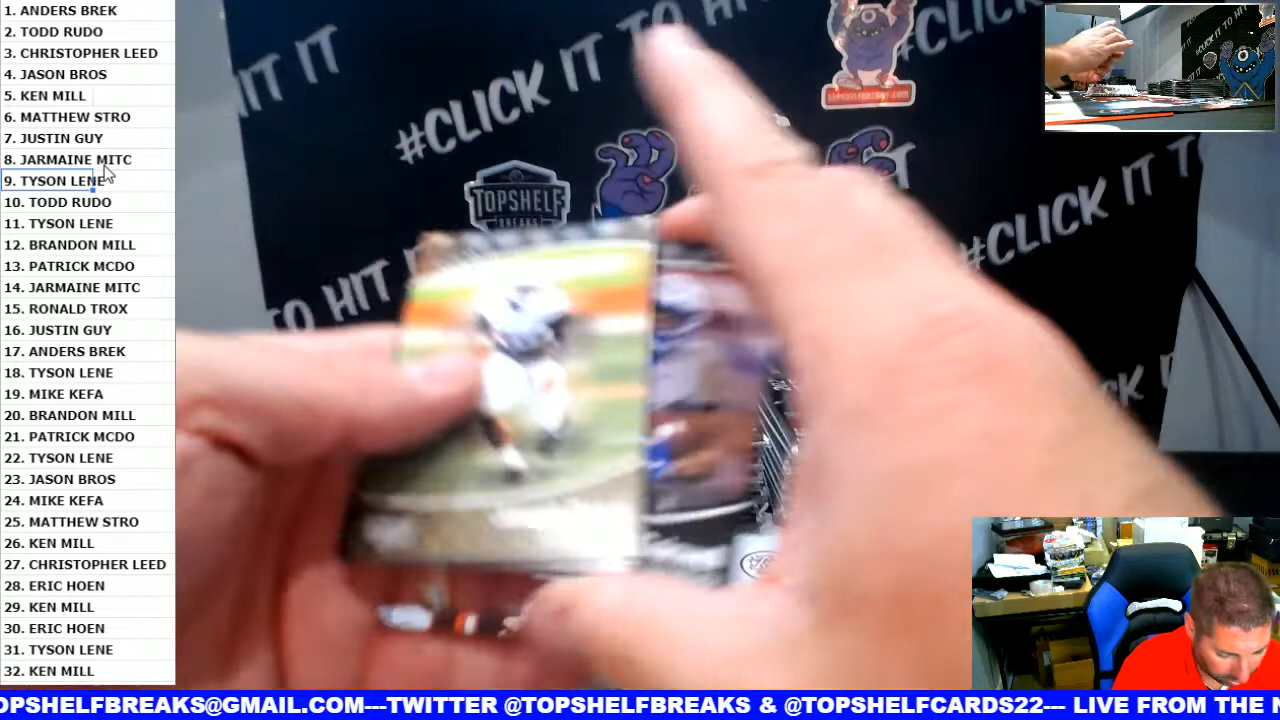 1. ANDERS BREK
2. TODD RUDO
3. CHRISTOPHER LEED
4. JASON BROS
5. KEN MILL
6. MATTHEW STRO
7. JUSTIN GUY
8. JARMAINE MITC
9. TYSON LENE
10. TODD RUDO
11. TYSON LENE
12. BRANDON MILL
13. PATRICK MCDO
14. JARMAINE MITC
15. RONALD TROX
16. JUSTIN GUY
17. ANDERS BREK
18. TYSON LENE
19. MIKE KEFA
20. BRANDON MILL
21. PATRICK MCDO
22. TYSON LENE
23. JASON BROS
24. MIKE KEFA
25. MATTHEW STRO
26. KEN MILL
27. CHRISTOPHER LEED
28. ERIC HOEN
29. KEN MILL
30. ERIC HOEN
31. TYSON LENE
32. KEN MILL
HIT IT
#CLICK IT TO
#CLICK
TOPSHELF
BREAKS
#CLICK IT T
TO HIT
OPSHELFBREAKS@GMAIL.COM---TWITTER @TOPSHELFBREAKS & @TOPSHELFCARDS22--- LIVE FROM THE